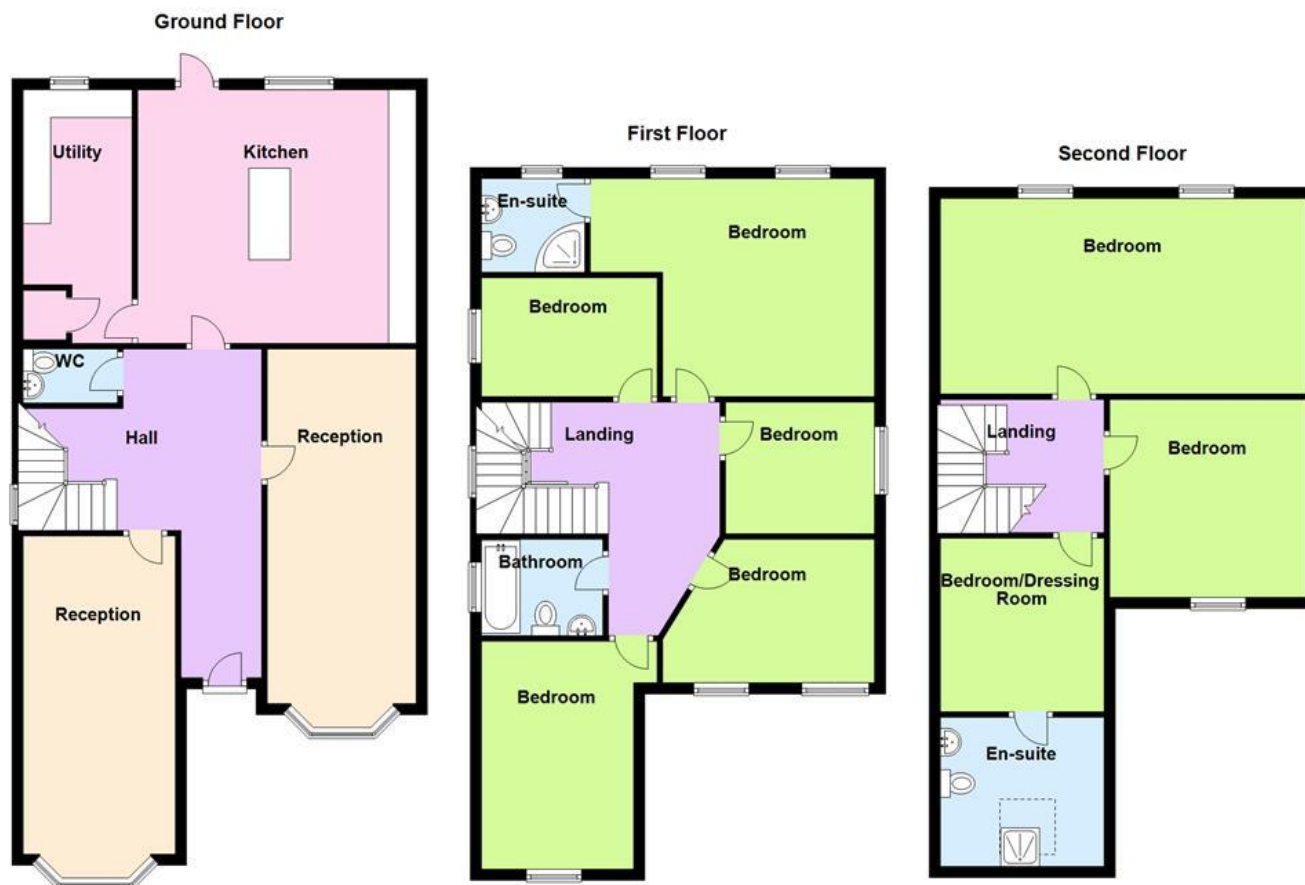 Ground Floor
Utility
Kitchen
WC
Hall
Reception
Reception
First Floor
En-suite
Bedroom
Bedroom
Landing
Bedroom
Bathroom
Bedroom
Bedroom
Second Floor
Bedroom
Landing
Bedroom
Bedroom/Dressing
Room
En-suite